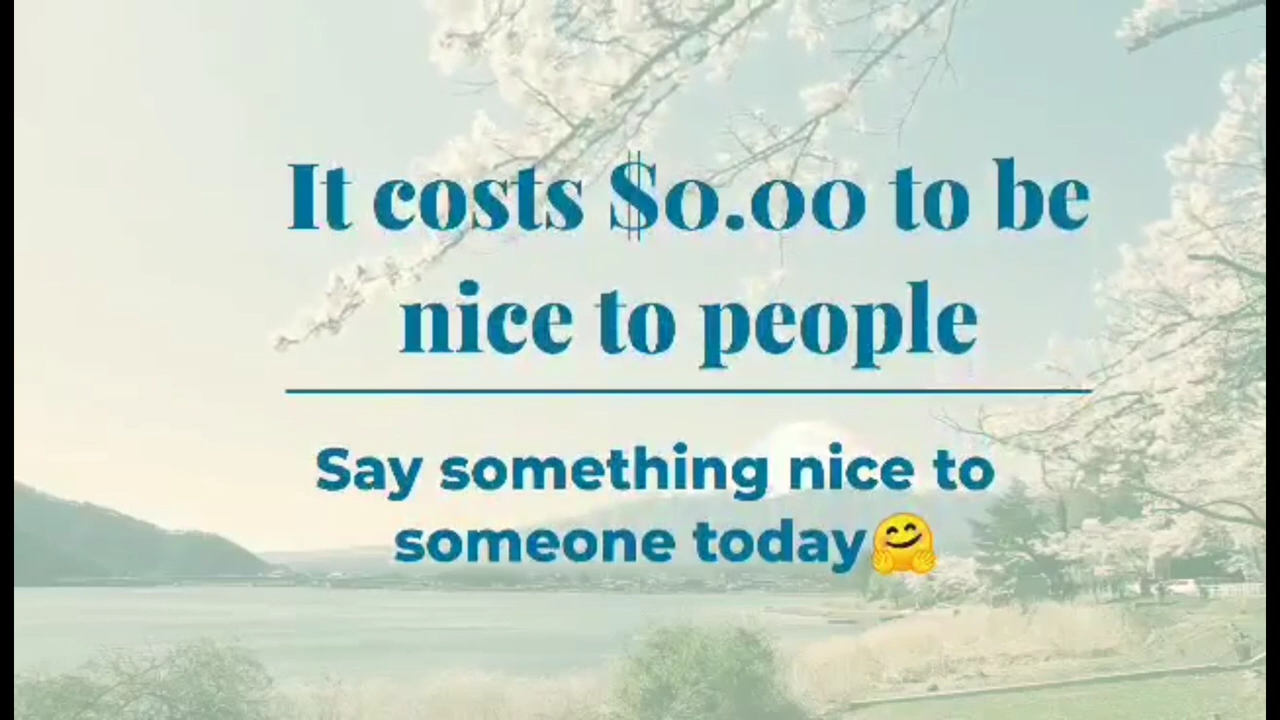 It costs $0.00 to be
nice to people
Say something nice to
someone today🤗